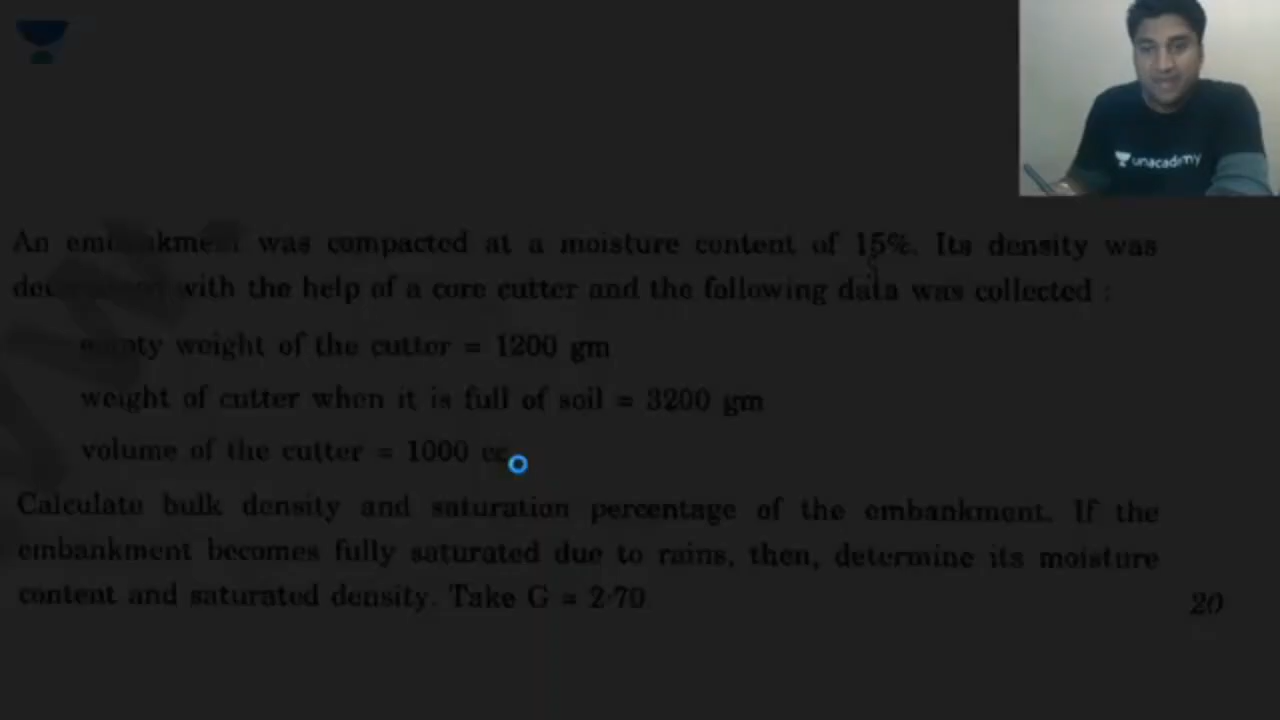 unacademy
An embankment was compacted at a moisture content of 15%. Its density was
determined with the help of a core cutter and the following data was collected :
empty weight of the cutter = 1200 gm
weight of cutter when it is full of soil = 3200 gm
volume of the cutter = 1000 cc
Calculate bulk density and saturation percentage of the embankment. If the
embankment becomes fully saturated due to rains, then, determine its moisture
content and saturated density. Take G = 2·70
20